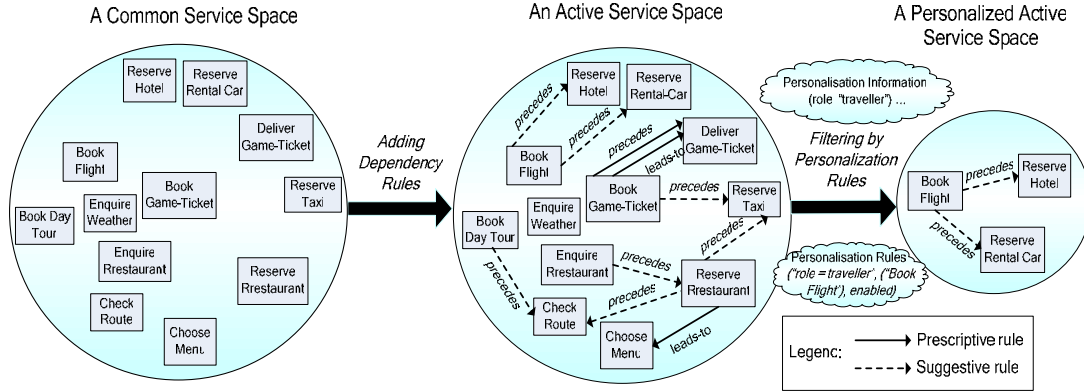 A Common Service Space
Reserve
Hotel
Reserve
Rental Car
Deliver
Game-Ticket
Book
Flight
Book
Game-Ticket
Reserve
Taxi
Enquire
Weather
Book Day
Tour
Enquire
Rrestaurant
Reserve
Rrestaurant
Check
Route
Choose
Menu
Adding
Dependency
Rules
An Active Service Space
Reserve
Hotel
Reserve
Rental-Car
precedes
precedes
Deliver
Game-Ticket
precedes
leads-to
Book
Flight
Book
Game-Ticket
precedes
Reserve
Taxi
Enquire
Weather
Book
Day Tour
precedes
Enquire
Rrestaurant
precedes
precedes
Reserve
Rrestaurant
precedes
Check
Route
Choose
Menu
leads-to
Personalisation Information
(role "traveller"} ...
Filtering by
Personalization
Rules
Personalisation Rules
("role = traveller', ("Book
Flight'), enabled)
A Personalized Active
Service Space
Reserve
Hotel
precedes
Book
Flight
precedes
Reserve
Rental Car
Legenc:
Prescriptive rule
Suggestive rule